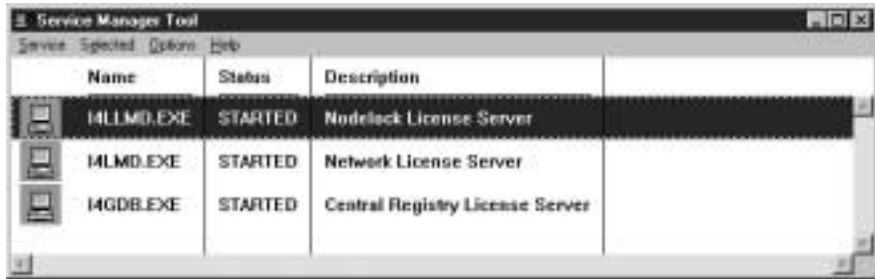 Service Manager Tool
Service Selected Options Help
Name Status Description
I4LLMD.EXE STARTED Nodelock License Server
I4LMD.EXE STARTED Network License Server
I4GDB.EXE STARTED Central Registry License Server